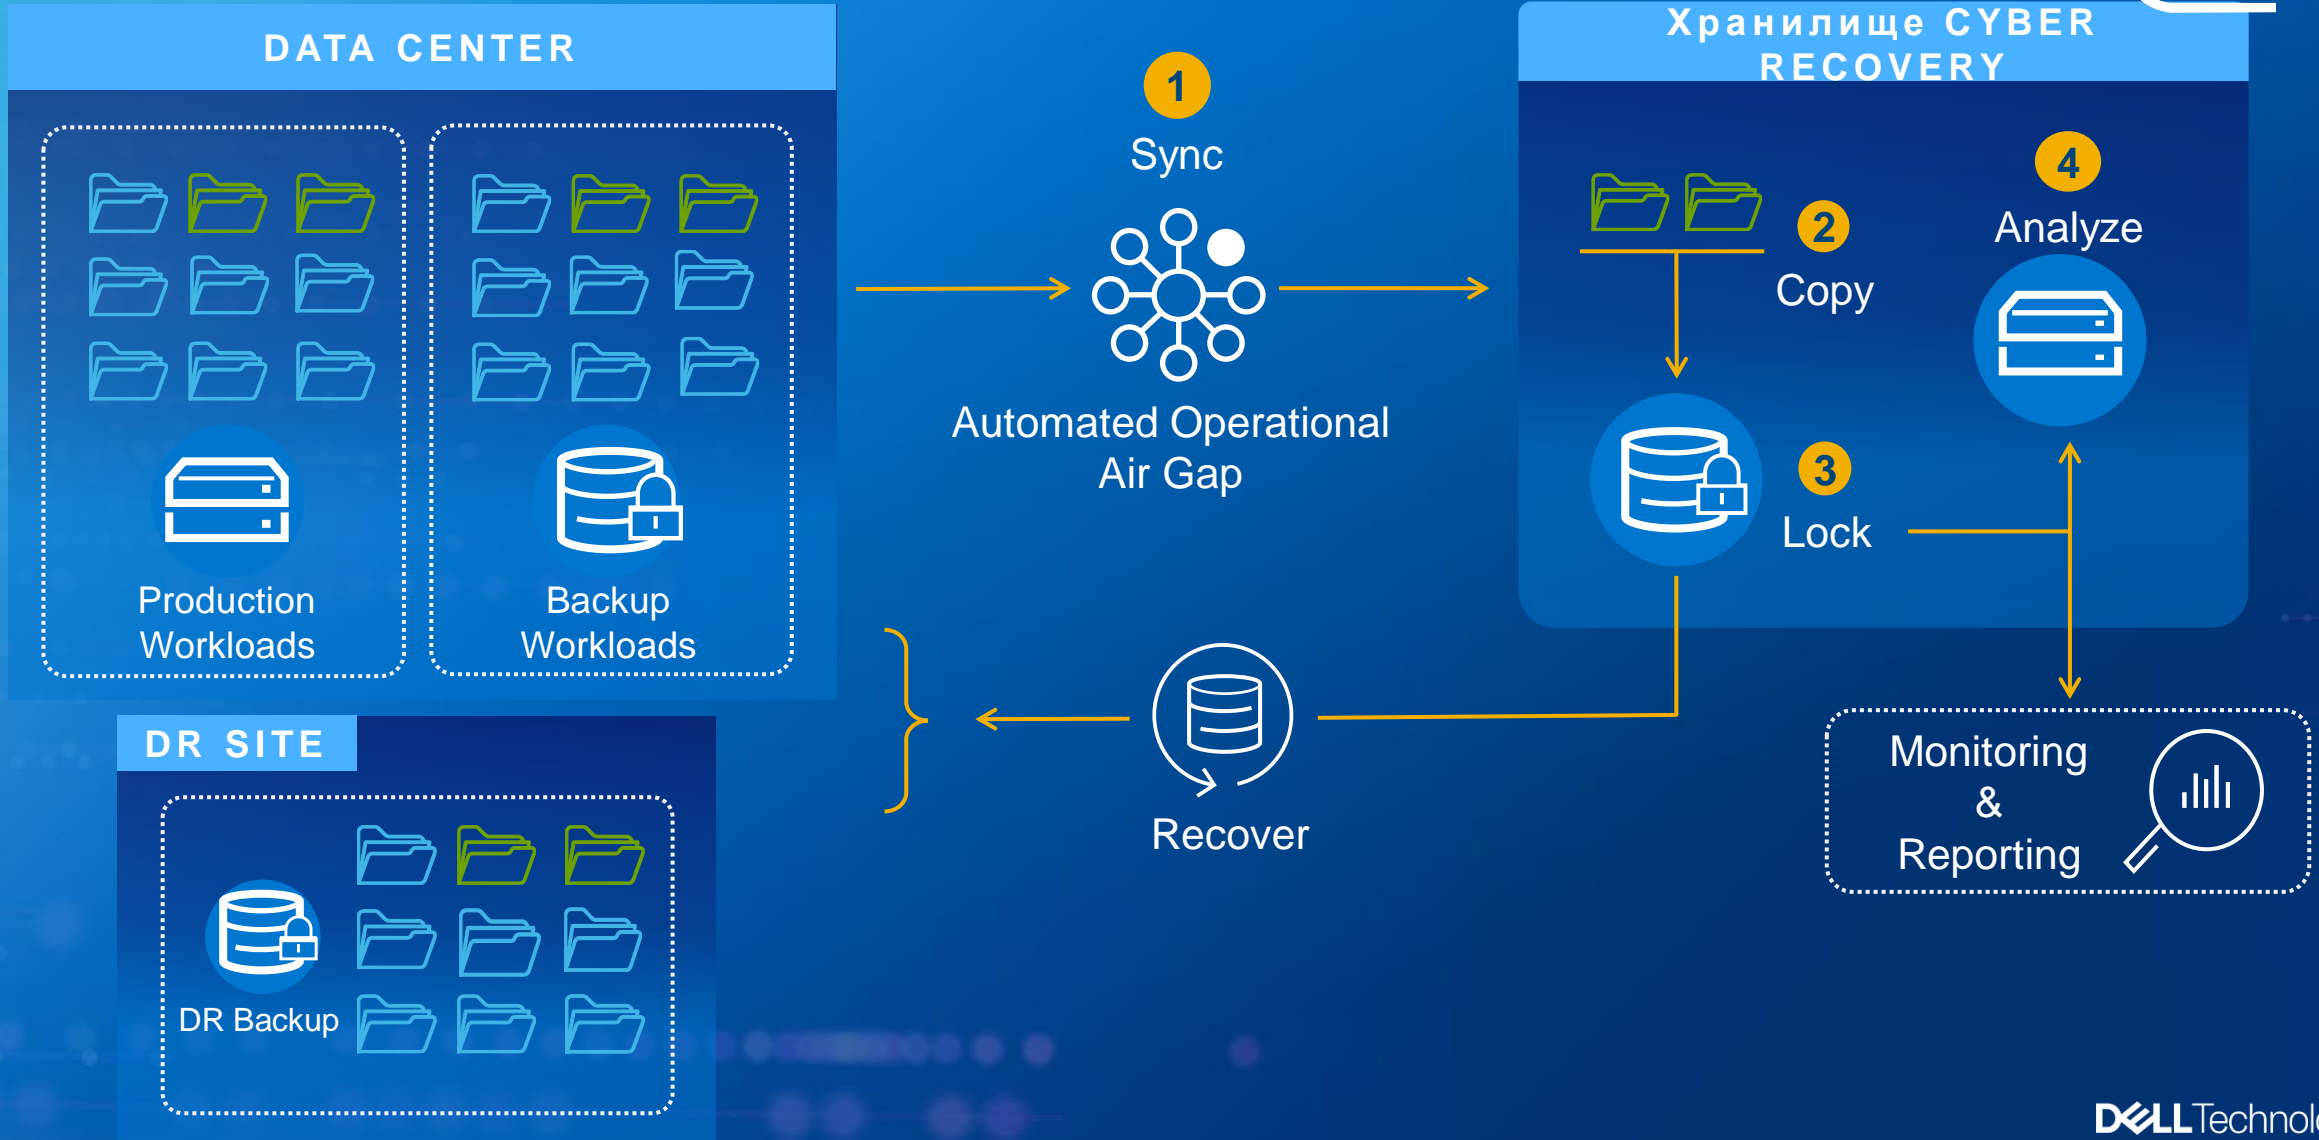 DATA CENTER
Production
Workloads
Backup
Workloads
DR SITE
DR Backup
1
Sync
Automated Operational
Air Gap
Recover
Хранилище CYBER
RECOVERY
2
Copy
3
Lock
4
Analyze
Monitoring
&
Reporting
DELL